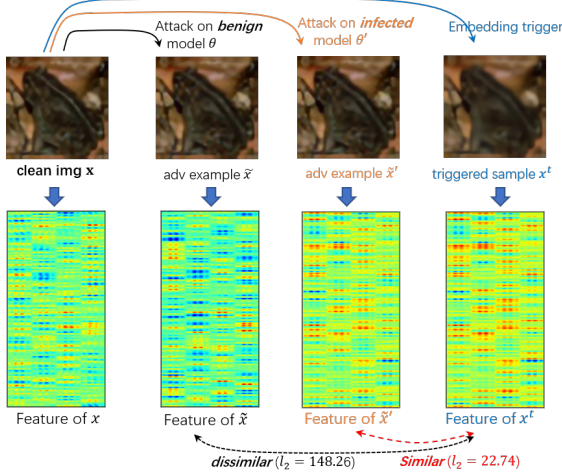 Attack on benign
model θ
Attack on infected
model θ′
Embedding trigger
clean img x
adv example x̃
adv example x̃′
triggered sample xᵗ
Feature of x
Feature of x̃
Feature of x̃′
Feature of xᵗ
dissimilar (l₂ = 148.26)
Similar (l₂ = 22.74)